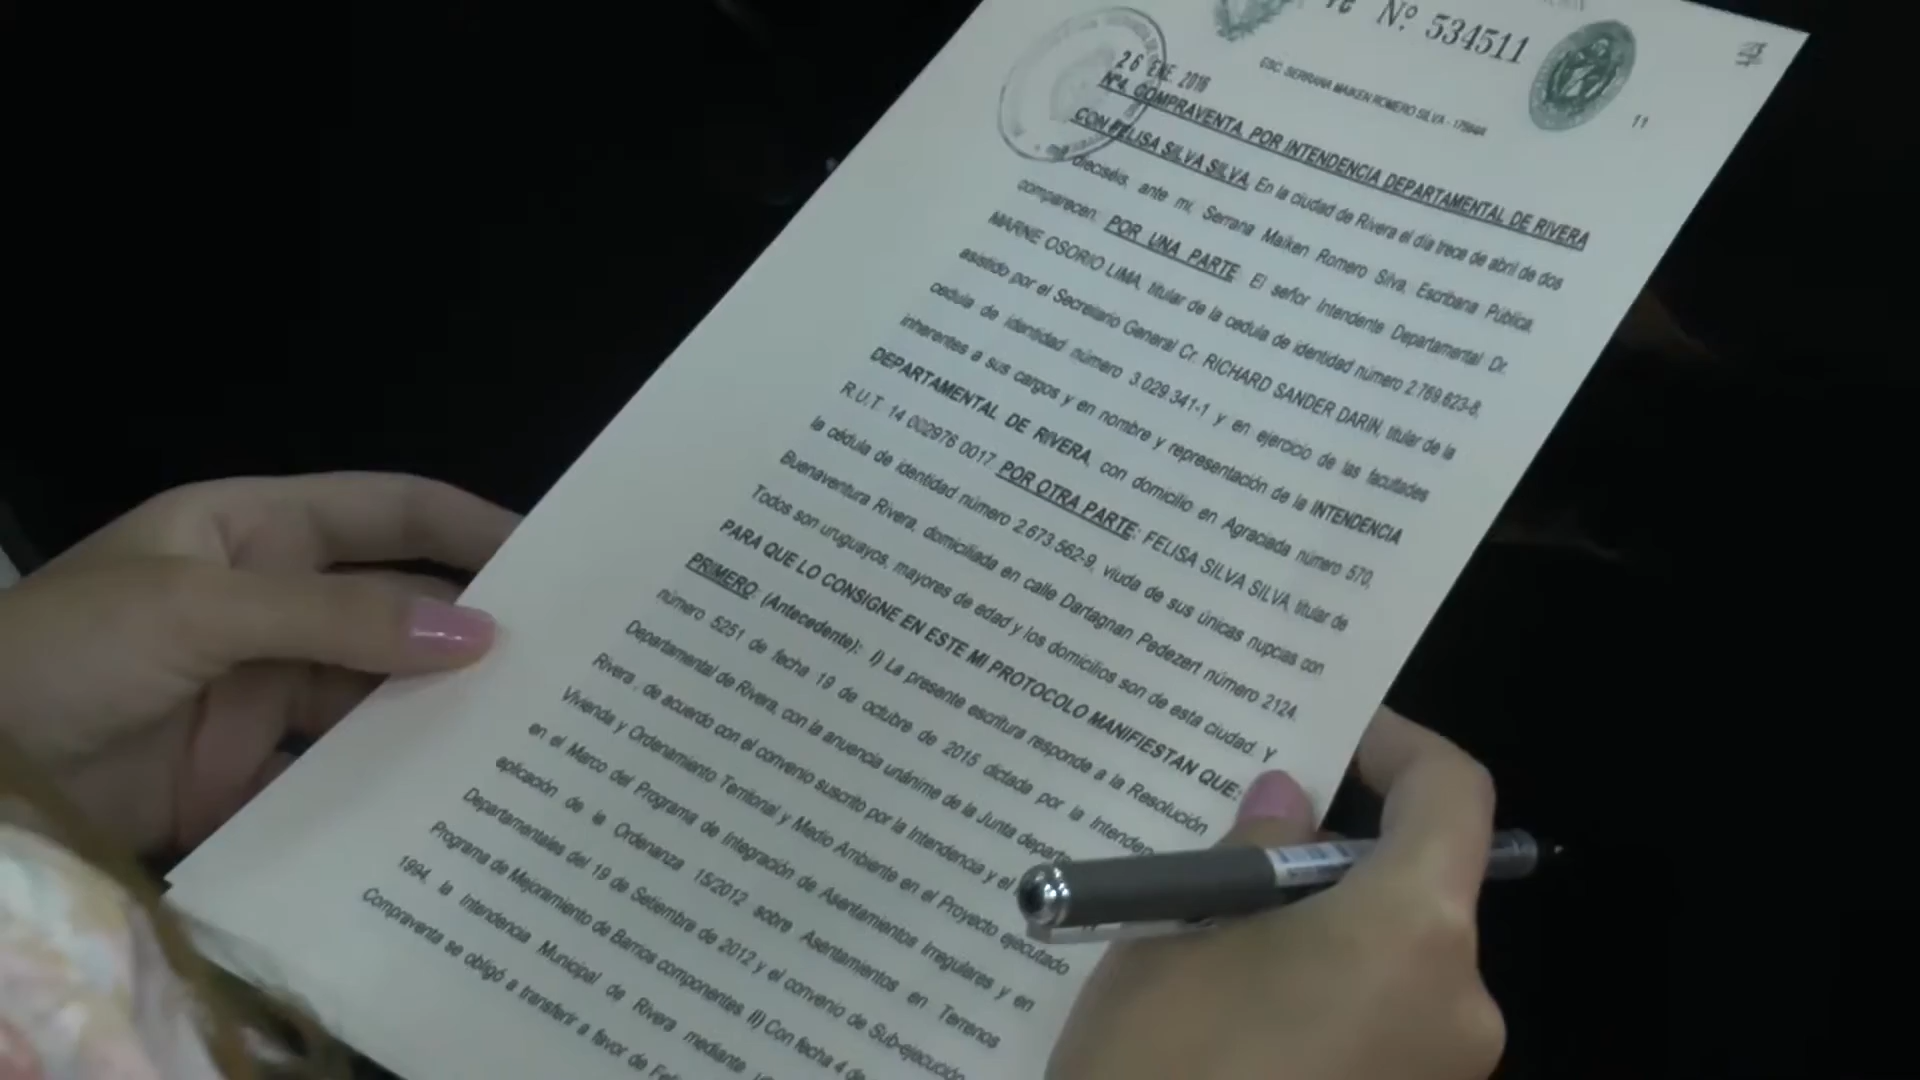 Nº 534511
ESC. SERRANA MAIKEN ROMERO SILVA - 17594/4
11
26 ENE. 2016
Nº4. COMPRAVENTA. POR INTENDENCIA DEPARTAMENTAL DE RIVERA
CON FELISA SILVA SILVA. En la ciudad de Rivera el día trece de abril de dos
mil dieciséis, ante mí, Serrana Maiken Romero Silva, Escribana Pública,
comparecen: POR UNA PARTE: El señor Intendente Departamental Dr.
MARNE OSORIO LIMA, titular de la cedula de identidad número 2.769.623-8,
asistido por el Secretario General Cr. RICHARD SANDER DARIN, titular de la
cedula de identidad número 3.029.341-1 y en ejercicio de las facultades
inherentes a sus cargos y en nombre y representación de la INTENDENCIA
DEPARTAMENTAL DE RIVERA, con domicilio en Agraciada número 570,
R.U.T. 14 002976 0017. POR OTRA PARTE: FELISA SILVA SILVA, titular de
la cédula de identidad número 2.673.562-9, viuda de sus únicas nupcias con
Buenaventura Rivera, domiciliada en calle Dartagnan Pedezert número 2124.
Todos son uruguayos, mayores de edad y los domicilios son de esta ciudad. Y
PARA QUE LO CONSIGNE EN ESTE MI PROTOCOLO MANIFIESTAN QUE:
PRIMERO: (Antecedente): I) La presente escritura responde a la Resolución
número 5251 de fecha 19 de octubre de 2015 dictada por la Intenden
Departamental de Rivera, con la anuencia unánime de la Junta departa
Rivera , de acuerdo con el convenio suscrito por la Intendencia y el
Vivienda y Ordenamiento Territorial y Medio Ambiente en el Proyecto ejecutado
en el Marco del Programa de Integración de Asentamientos Irregulares y en
aplicación de la Ordenanza 15/2012 sobre Asentamientos en Terrenos
Departamentales del 19 de Setiembre de 2012 y el convenio de Sub-ejecución
Programa de Mejoramiento de Barrios componentes. II) Con fecha 4 de
1994, la Intendencia Municipal de Rivera mediante
Compraventa se obligó a transferir a favor de Fel